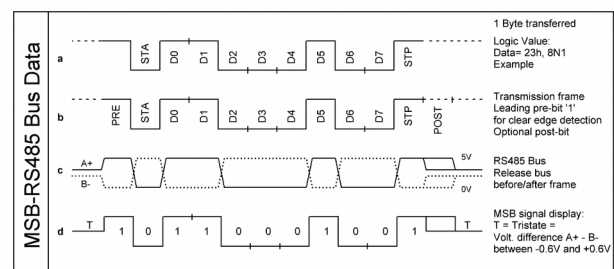 MSB-RS485 Bus Data
1 Byte transferred
a
STA
D0
D1
D2
D3
D4
D5
D6
D7
STP
Logic Value:
Data= 23h, 8N1
Example
b
PRE
STA
D0
D1
D2
D3
D4
D5
D6
D7
STP
POST
Transmission frame
Leading pre-bit '1'
for clear edge detection
Optional post-bit
c
A+
B-
5V
0V
RS485 Bus
Release bus
before/after frame
d
T
1
0
1
1
0
0
0
1
0
0
1
T
MSB signal display:
T = Tristate =
Volt. difference A+ - B-
between -0.6V and +0.6V